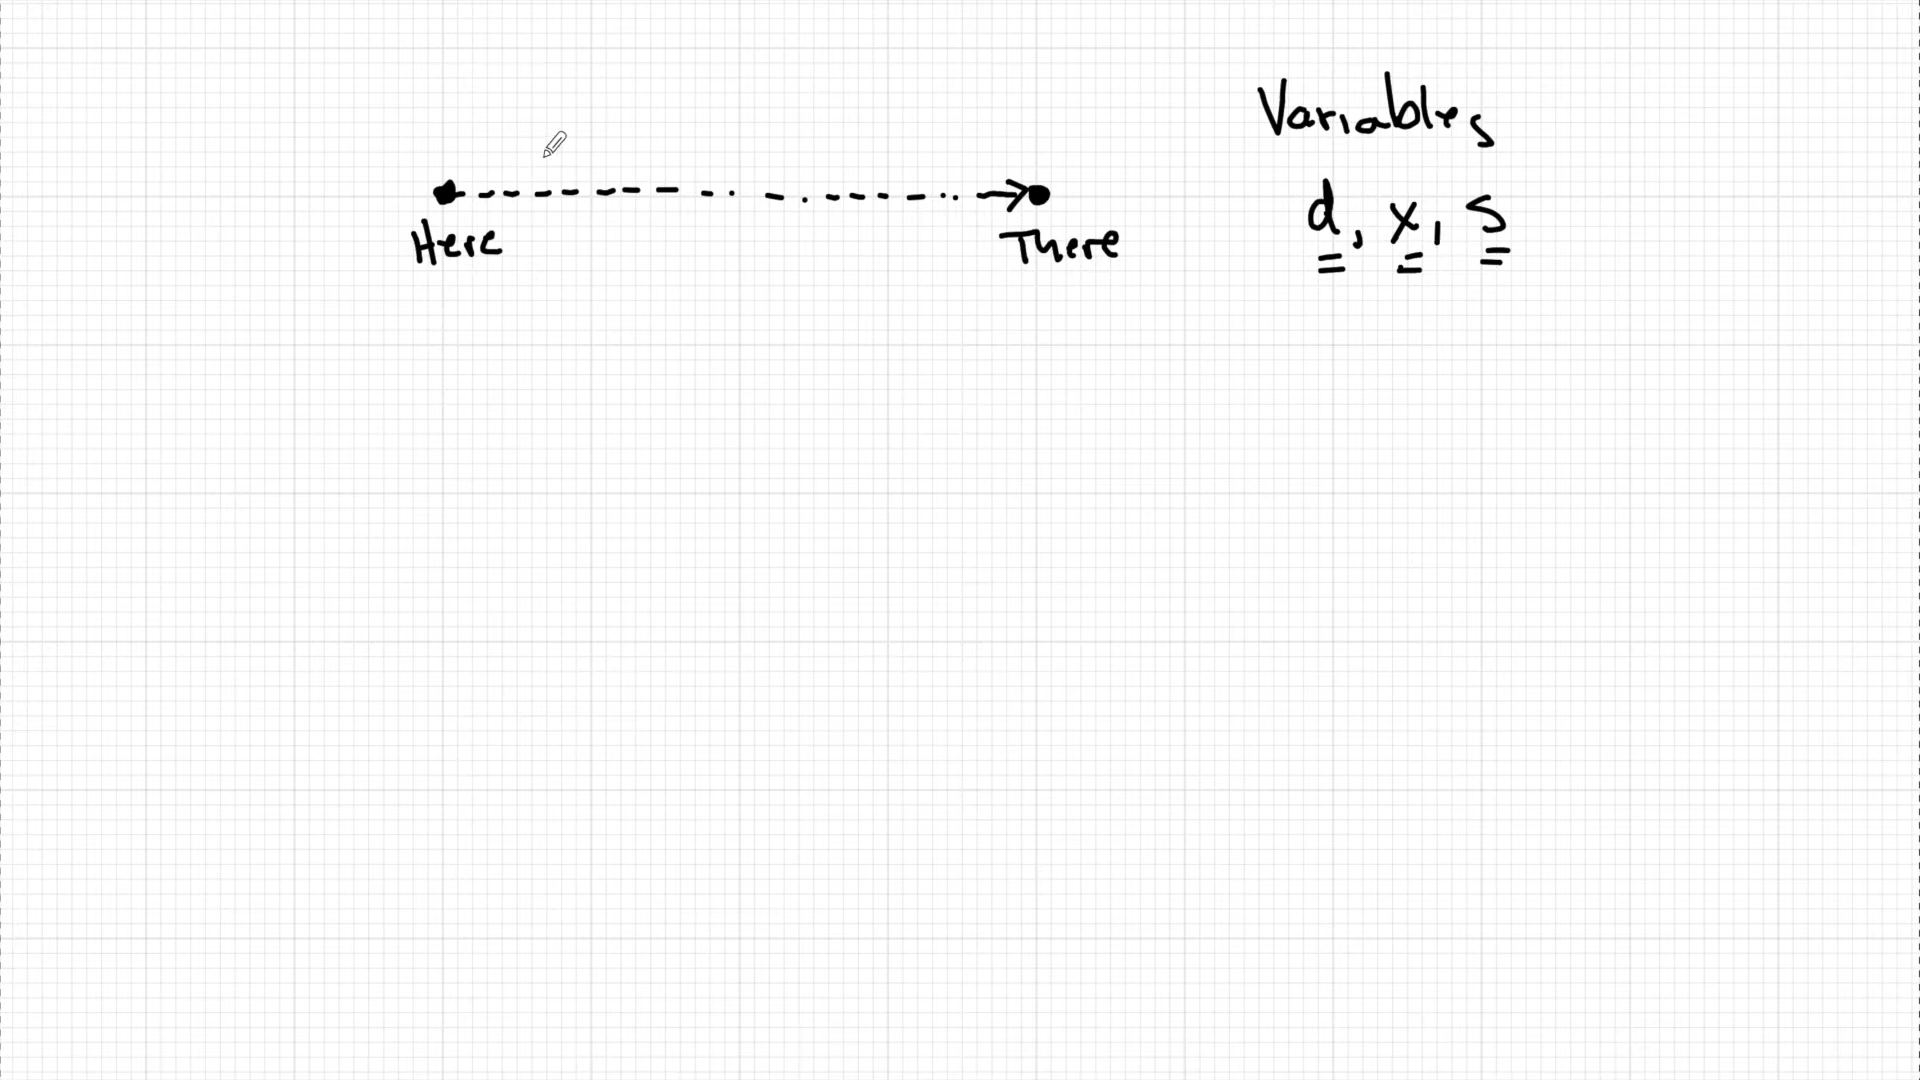 Variables
d, x, s
Here
There